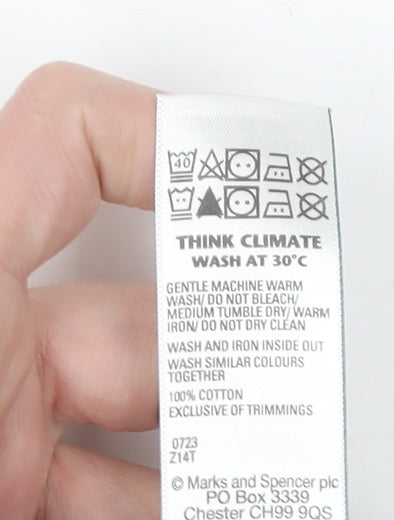 40
THINK CLIMATE
WASH AT 30°C
GENTLE MACHINE WARM
WASH/ DO NOT BLEACH/
MEDIUM TUMBLE DRY/ WARM
IRON/ DO NOT DRY CLEAN
WASH AND IRON INSIDE OUT
WASH SIMILAR COLOURS
TOGETHER
100% COTTON
EXCLUSIVE OF TRIMMINGS
0723
Z14T
© Marks and Spencer plc
PO Box 3339
Chester CH99 9QS